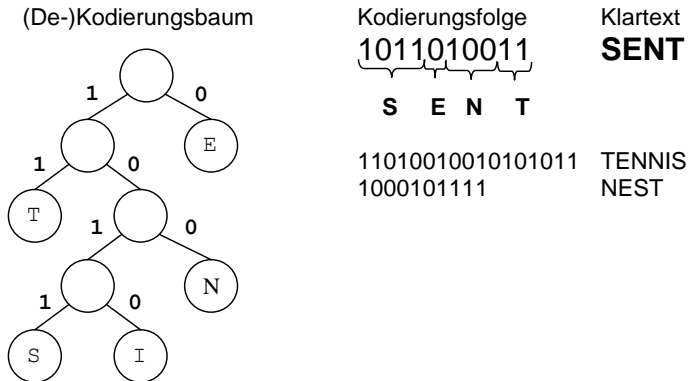 (De-)Kodierungsbaum Kodierungsfolge Klartext
1011010011 SENT
1 0
S E N T
E
1 0
11010010010101011 TENNIS
1000101111 NEST
T
1 0
N
1 0
S I